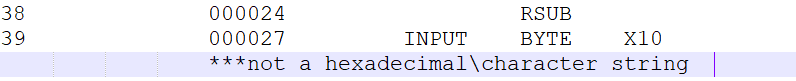 38 000024 RSUB
39 000027 INPUT BYTE X10
***not a hexadecimal\character string